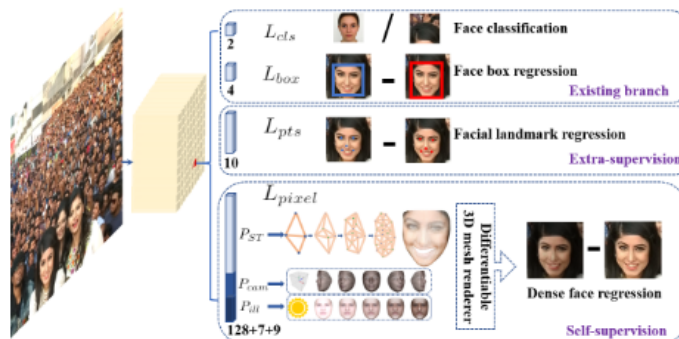 L_cls
2
/
Face classification
L_box
4
-
Face box regression
Existing branch
L_pts
10
-
Facial landmark regression
Extra-supervision
L_pixel
P_ST
P_cam
P_ill
128+7+9
Differentiable
3D mesh renderer
-
Dense face regression
Self-supervision